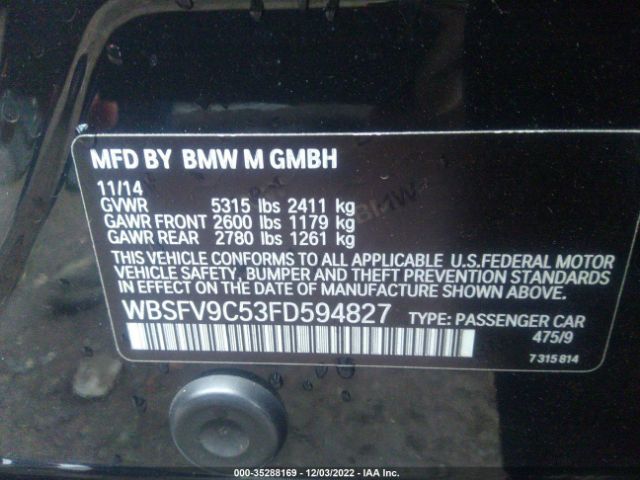 MFD BY BMW M GMBH
11/14
GVWR 5315 lbs 2411 kg
GAWR FRONT 2600 lbs 1179 kg
GAWR REAR 2780 lbs 1261 kg
THIS VEHICLE CONFORMS TO ALL APPLICABLE U.S.FEDERAL MOTOR
VEHICLE SAFETY, BUMPER AND THEFT PREVENTION STANDARDS
IN EFFECT ON THE DATE OF MANUFACTURE SHOWN ABOVE.
WBSFV9C53FD594827 TYPE: PASSENGER CAR
475/9
7 315 814
000-35288169 - 12/03/2022 - IAA Inc.